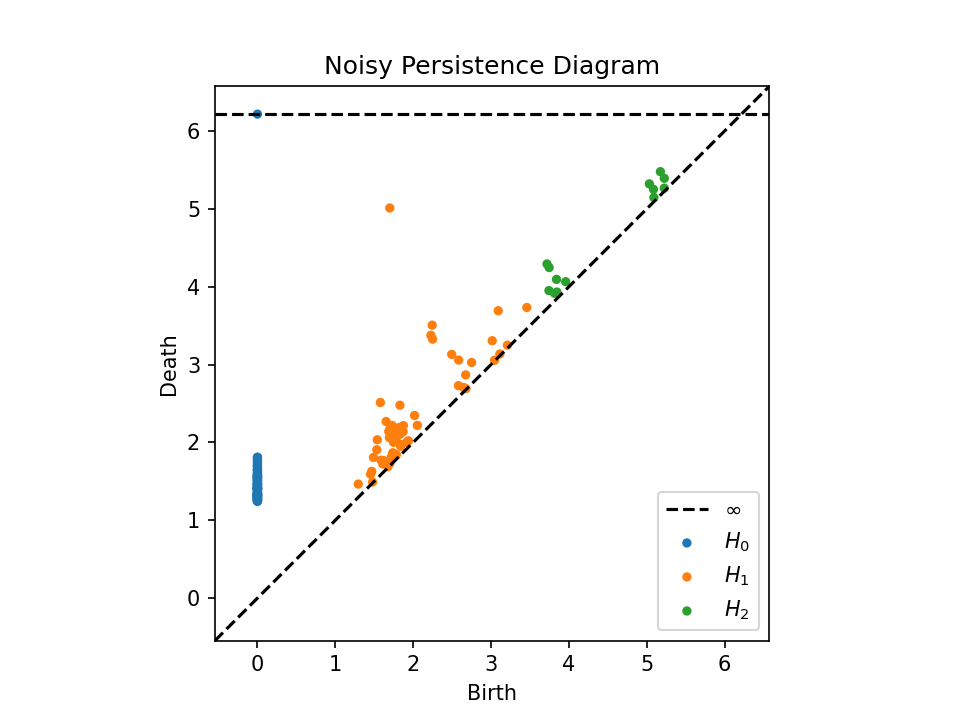 Noisy Persistence Diagram
Death
6
5
4
3
2
1
0
0 1 2 3 4 5 6
Birth
∞
H₀
H₁
H₂